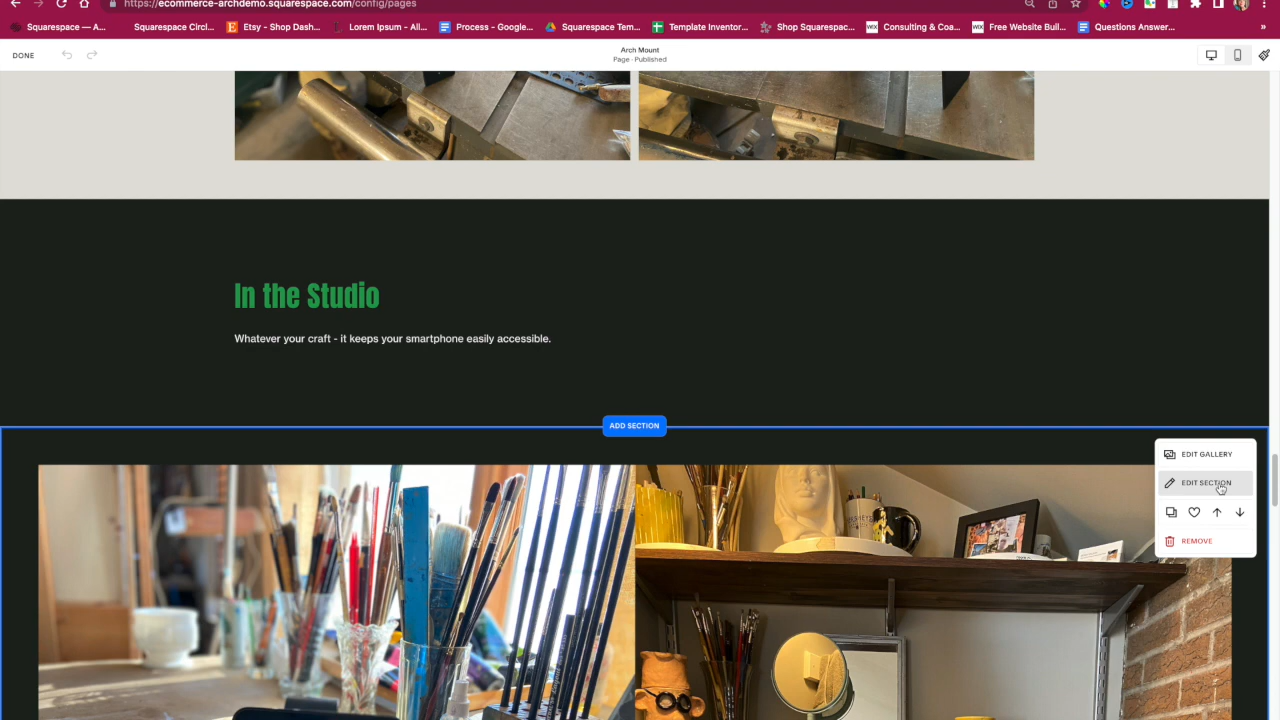 https://ecommerce-archdemo.squarespace.com/config/pages
Squarespace — A... Squarespace Circl... Etsy - Shop Dash... Lorem Ipsum - All... Process - Google... Squarespace Tem... Template Inventor... Shop Squarespac... WIX Consulting & Coa... WIX Free Website Buil... Questions Answer... »
DONE
Arch Mount
Page · Published
In the Studio
Whatever your craft - it keeps your smartphone easily accessible.
ADD SECTION
EDIT GALLERY
EDIT SECTION
REMOVE